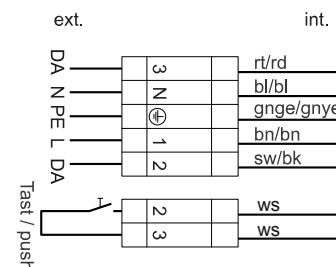 ext. int.
DA 3 rt/rd
N N bl/bl
PE gnge/gnye
L 1 bn/bn
DA 2 sw/bk
2 ws
3 ws
Tast / push